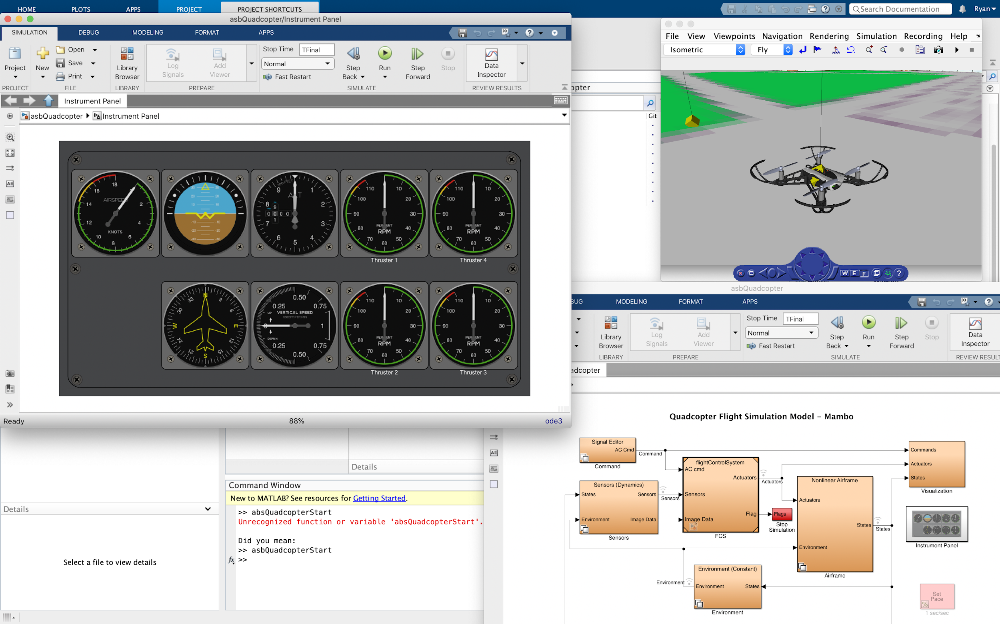 HOME PLOTS APPS PROJECT PROJECT SHORTCUTS
Search Documentation Ryan
asbQuadcopter/Instrument Panel
SIMULATION DEBUG MODELING FORMAT APPS
Project
New
Open
Save
Print
Library
Browser
Log
Signals
Add
Viewer
Stop Time TFinal
Normal
Fast Restart
Step
Back
Run
Step
Forward
Stop
Data
Inspector
PROJECT FILE LIBRARY PREPARE SIMULATE REVIEW RESULTS
Instrument Panel
asbQuadcopter Instrument Panel
18
16
14
12
10
8
6
4
2
AIRSPEED
KNOTS
30 30
20 20
10 10
-10 -10
-20 -20
-30 -30
100 FEET
ALT
9 1
8 2
7 3
6 4
5
9
0 0 0 0
1
110 10
100 20
90 30
80 40
70 50
60
PERCENT
RPM
Thruster 1
110 10
100 20
90 30
80 40
70 50
60
PERCENT
RPM
Thruster 4
N
33 3
30 6
W E
24 12
21 15
S
0.50
0.25 0.75
UP VERTICAL SPEED
1000FT PER MIN
1
DOWN
0.25 0.75
0.50
110 10
100 20
90 30
80 40
70 50
60
PERCENT
RPM
Thruster 2
110 10
100 20
90 30
80 40
70 50
60
PERCENT
RPM
Thruster 3
Ready 88% ode3
opter
Git
File View Viewpoints Navigation Rendering Simulation Recording Help
Isometric Fly
W E F ?
asbQuadcopter
BUG MODELING FORMAT APPS
Library
Browser
Log
Signals
Add
Viewer
Stop Time TFinal
Normal
Fast Restart
Step
Back
Run
Step
Forward
Stop
Data
Inspector
LIBRARY PREPARE SIMULATE REVIEW RESULT
adcopter
Quadcopter Flight Simulation Model - Mambo
Signal Editor
AC Cmd
Command
Command
Sensors (Dynamics)
States Sensors
Environment Image Data
Sensors
Sensors
flightControlSystem
AC cmd
Actuators
Sensors
Flag
Image Data
FCS
Actuators
Flags
Stop
Simulation
Nonlinear Airframe
Actuators
States
Environment
Airframe
States
Commands
Actuators
States
Visualization
Instrument Panel
Environment (Constant)
Environment States
Environment
Environment
Set
Pace
1 sec/sec
Details
Select a file to view details
Details
Command Window
New to MATLAB? See resources for Getting Started.
>> absQuadcopterStart
Unrecognized function or variable 'absQuadcopterStart'.
Did you mean:
>> asbQuadcopterStart
fx >>